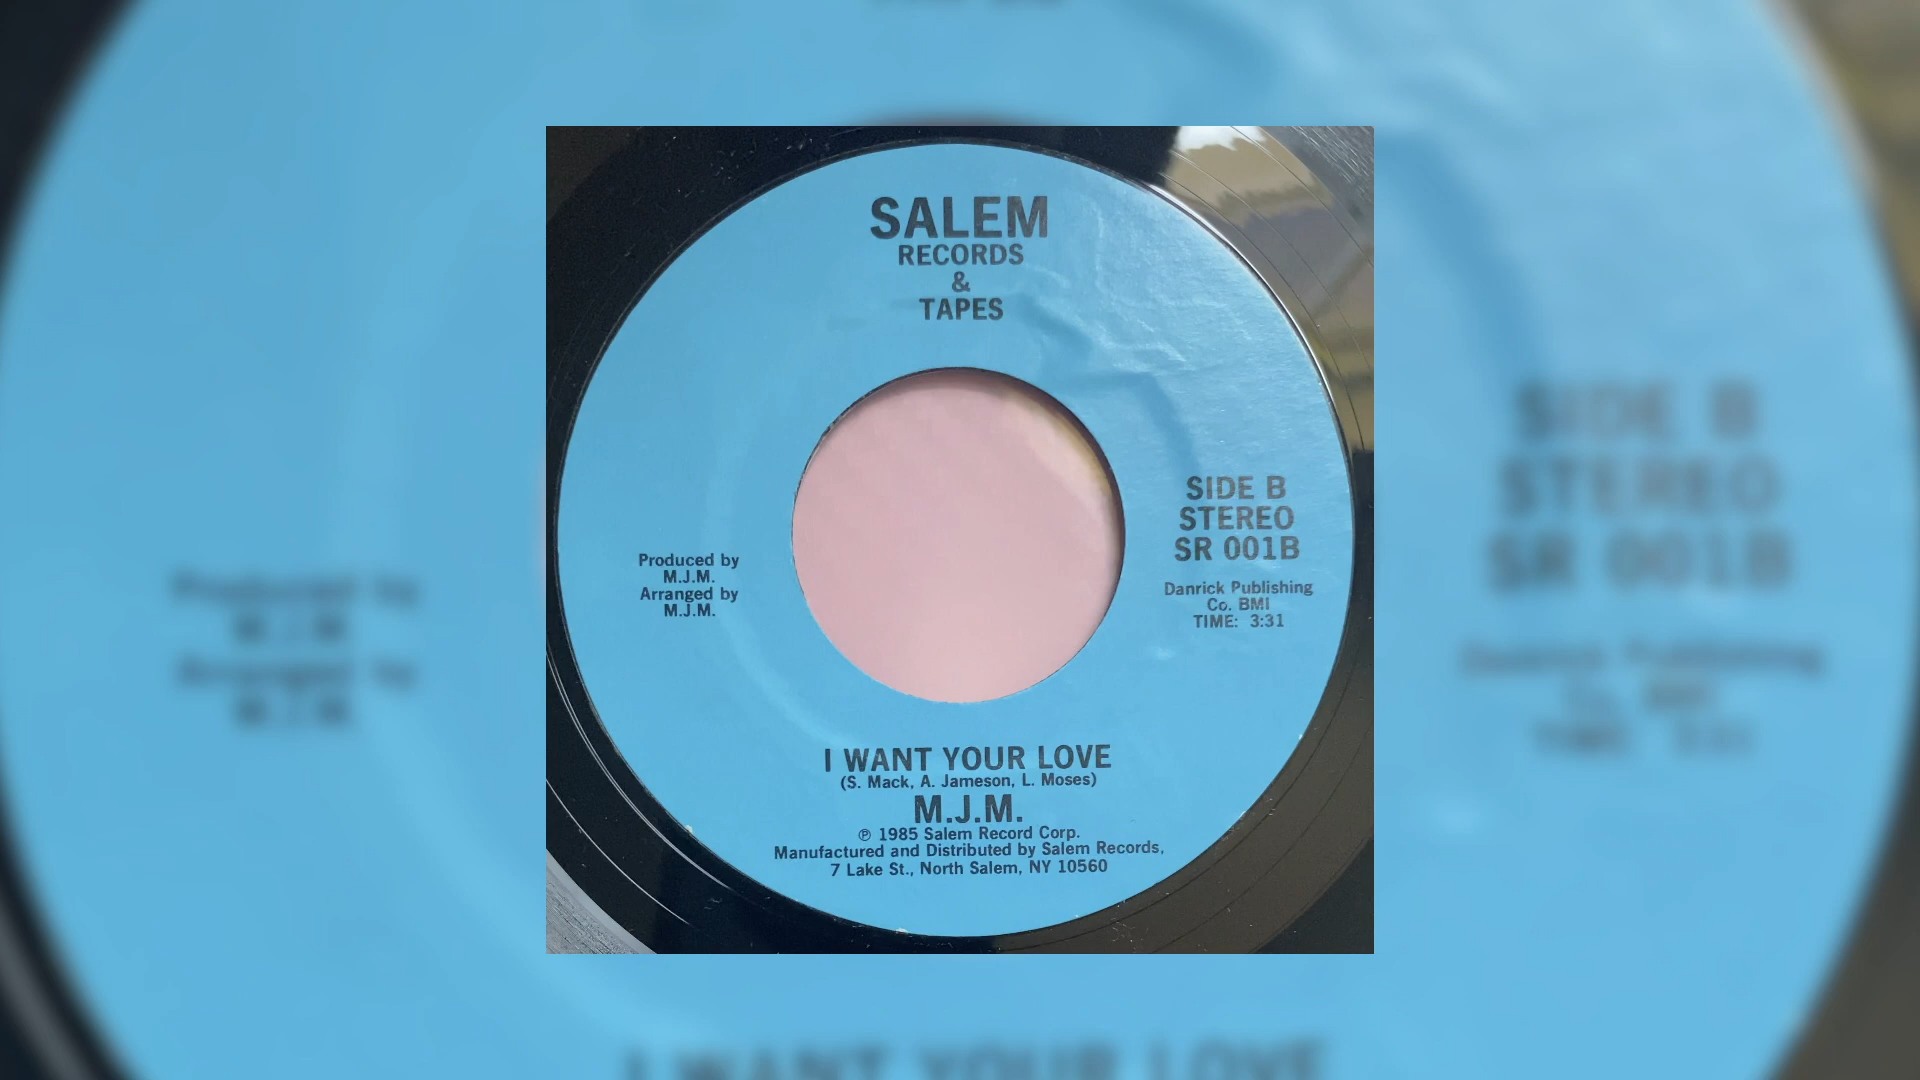 SALEM
RECORDS
&
TAPES
SIDE B
STEREO
SR 001B
Danrick Publishing
Co. BMI
TIME: 3:31
Produced by
M.J.M.
Arranged by
M.J.M.
I WANT YOUR LOVE
(S. Mack, A. Jameson, L. Moses)
M.J.M.
℗ 1985 Salem Record Corp.
Manufactured and Distributed by Salem Records,
7 Lake St., North Salem, NY 10560